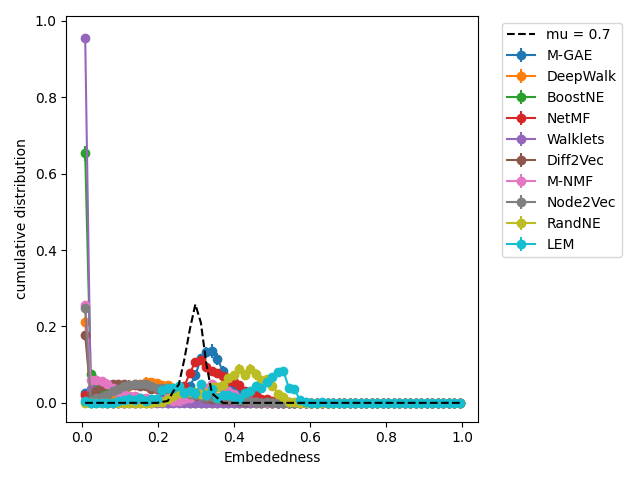 cumulative distribution
1.0
0.8
0.6
0.4
0.2
0.0
0.0 0.2 0.4 0.6 0.8 1.0
Embededness
mu = 0.7
M-GAE
DeepWalk
BoostNE
NetMF
Walklets
Diff2Vec
M-NMF
Node2Vec
RandNE
LEM